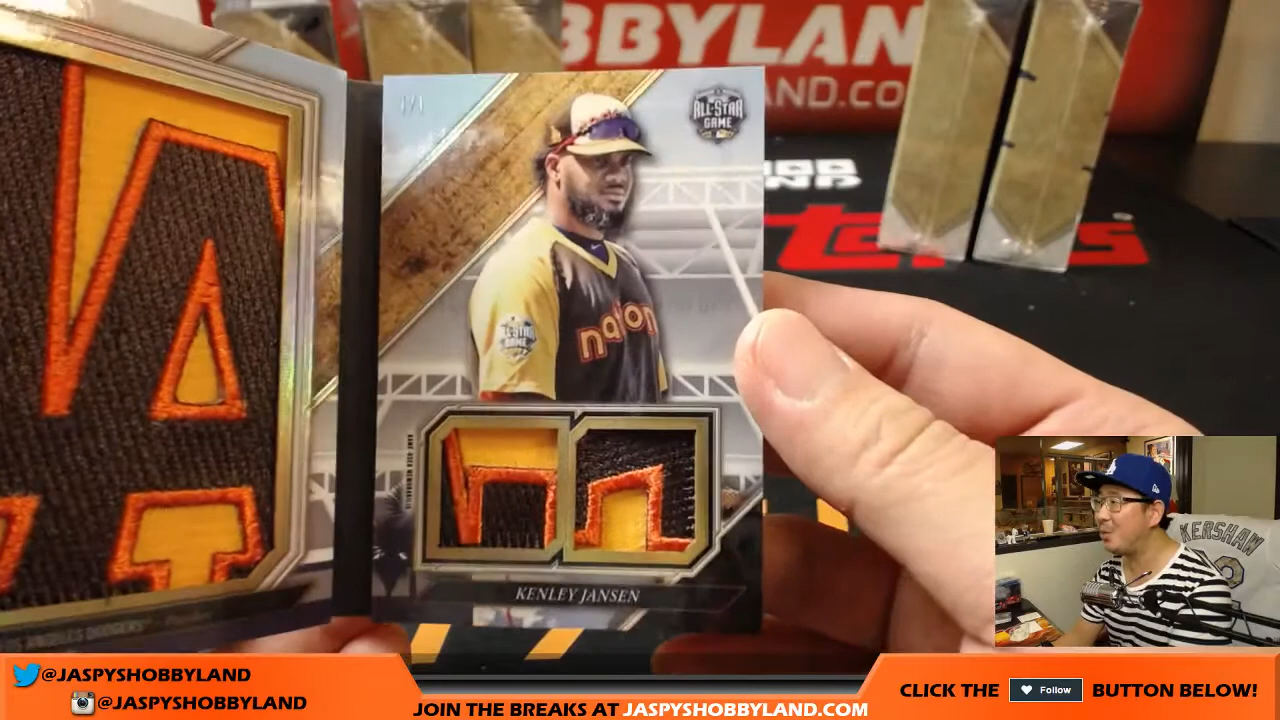 BBYLAN
AND.CO
1/1
ALL-STAR
GAME
nation
KENLEY JANSEN
KERSHAW
@JASPYSHOBBYLAND
@JASPYSHOBBYLAND
JOIN THE BREAKS AT JASPYSHOBBYLAND.COM
CLICK THE Follow BUTTON BELOW!